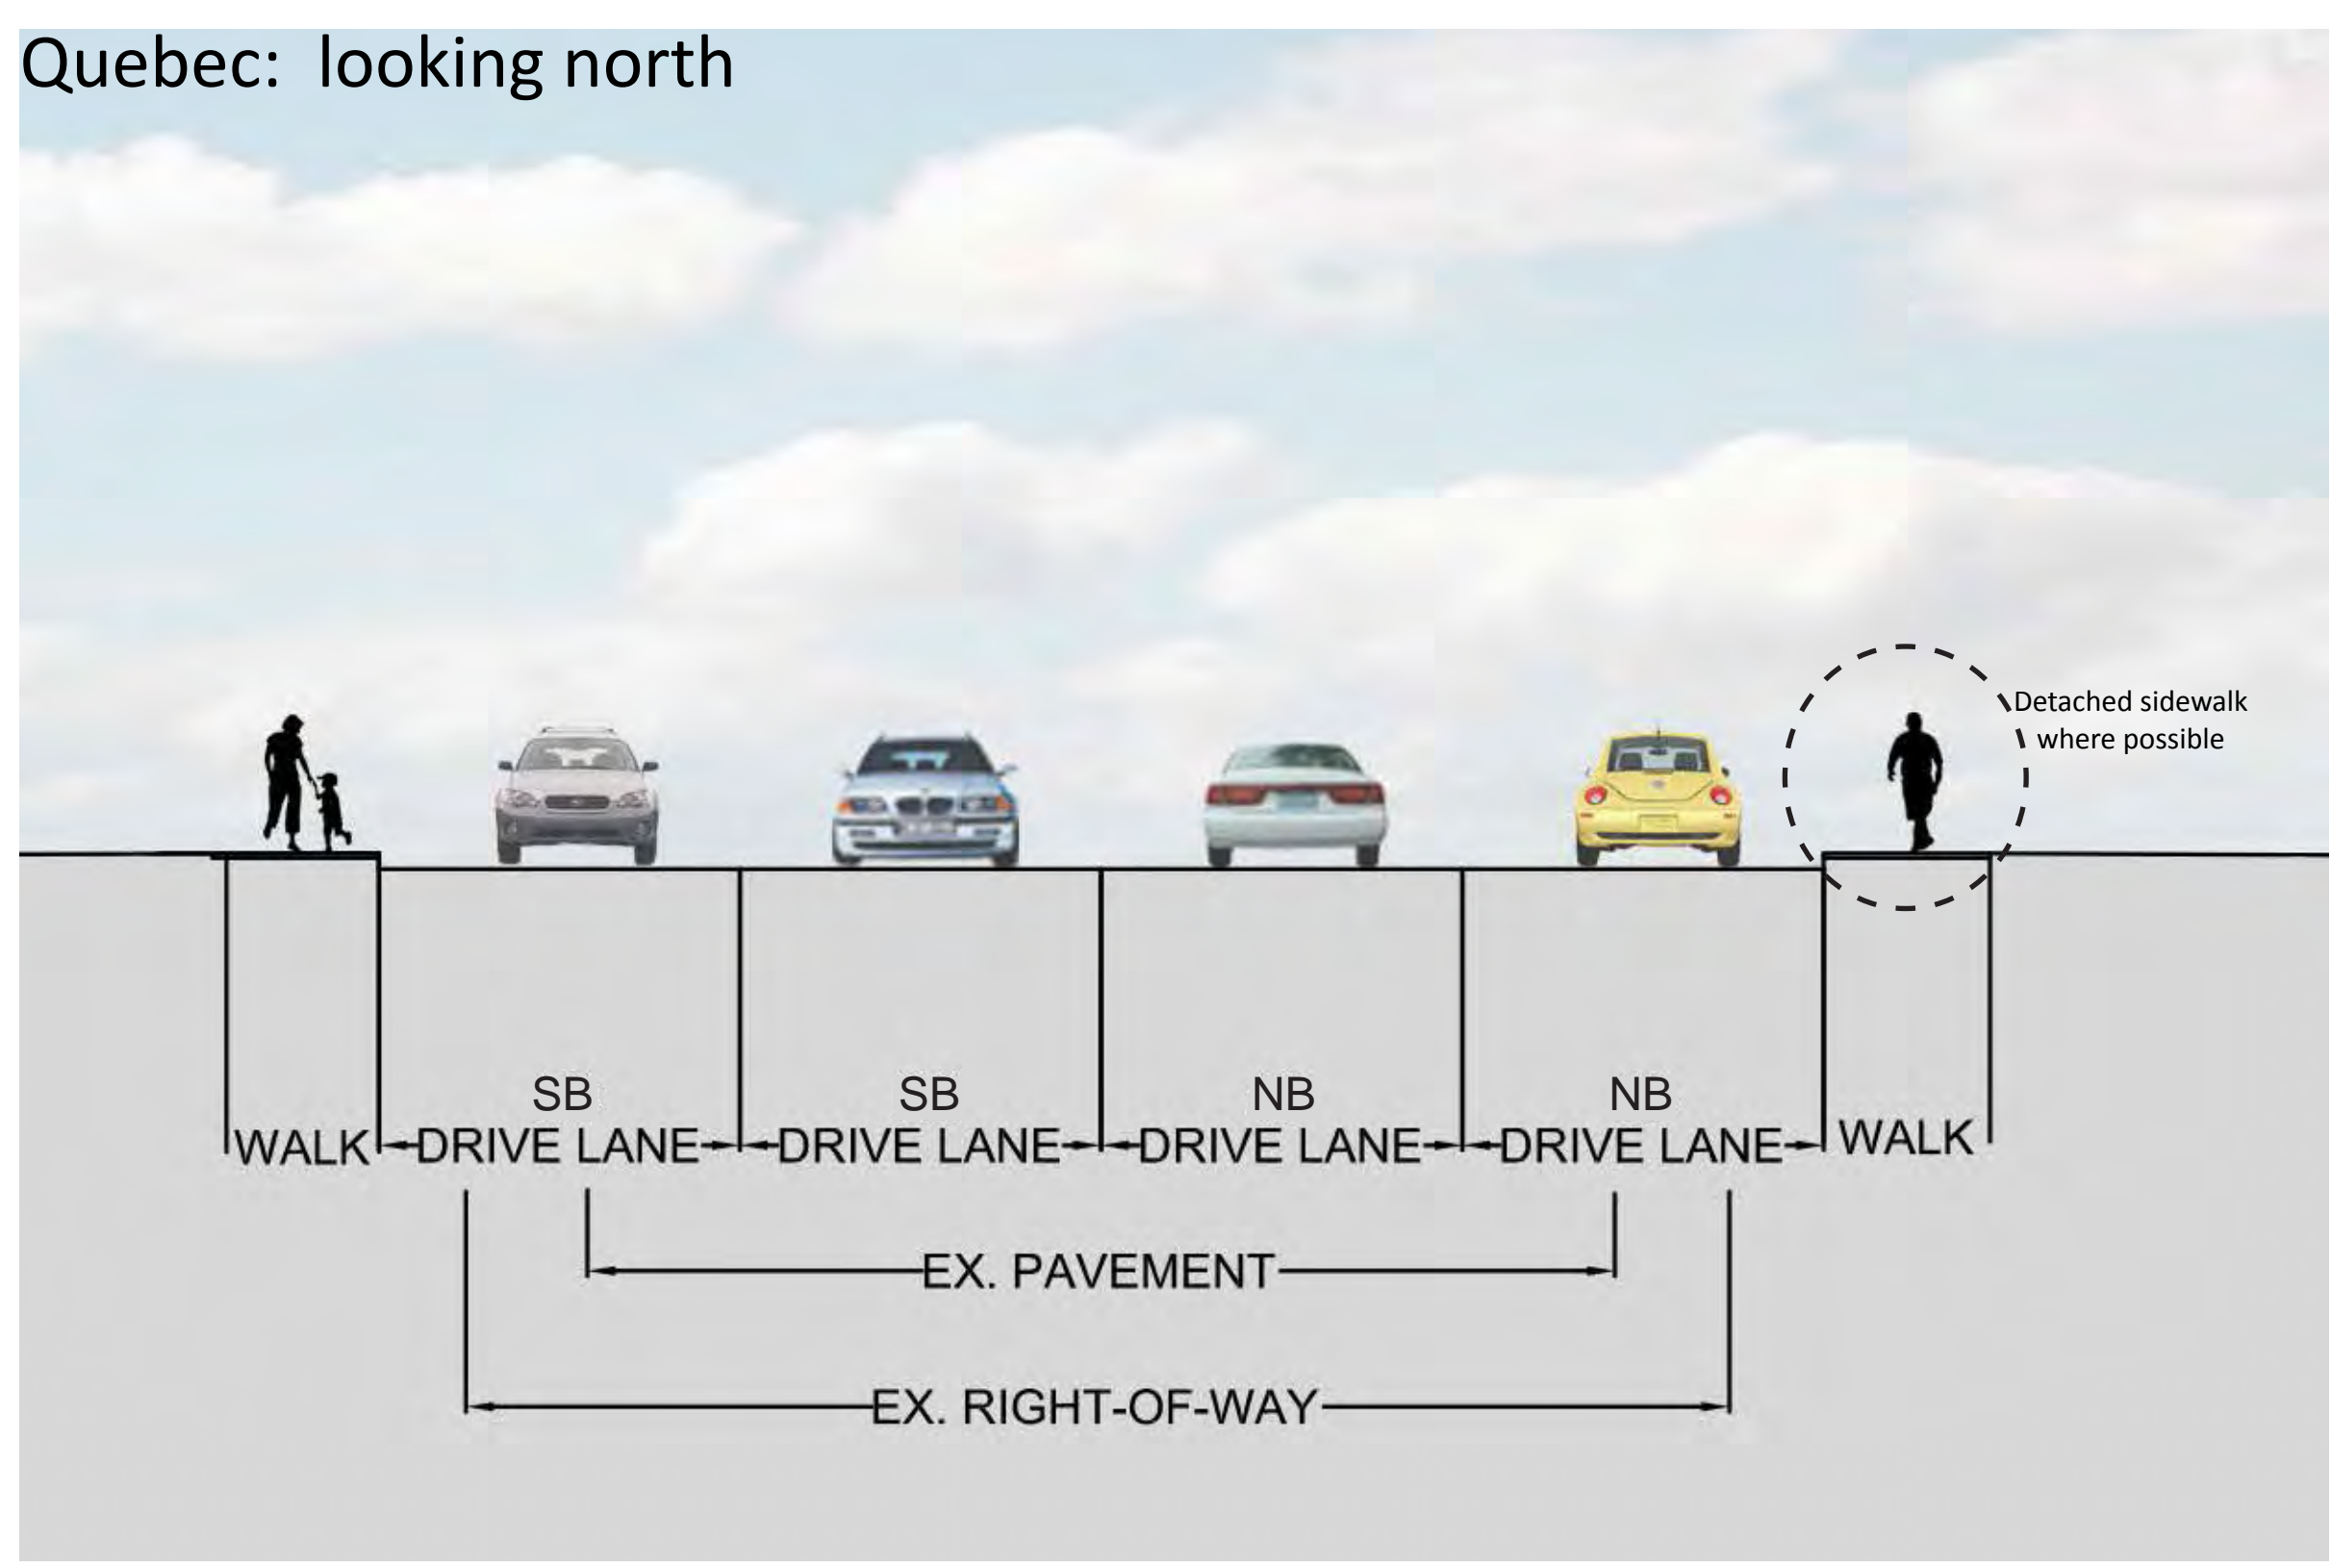 Quebec:  looking north
Detached sidewalk
where possible
SB SB NB NB
WALK DRIVE LANE DRIVE LANE DRIVE LANE DRIVE LANE WALK
EX. PAVEMENT
EX. RIGHT-OF-WAY